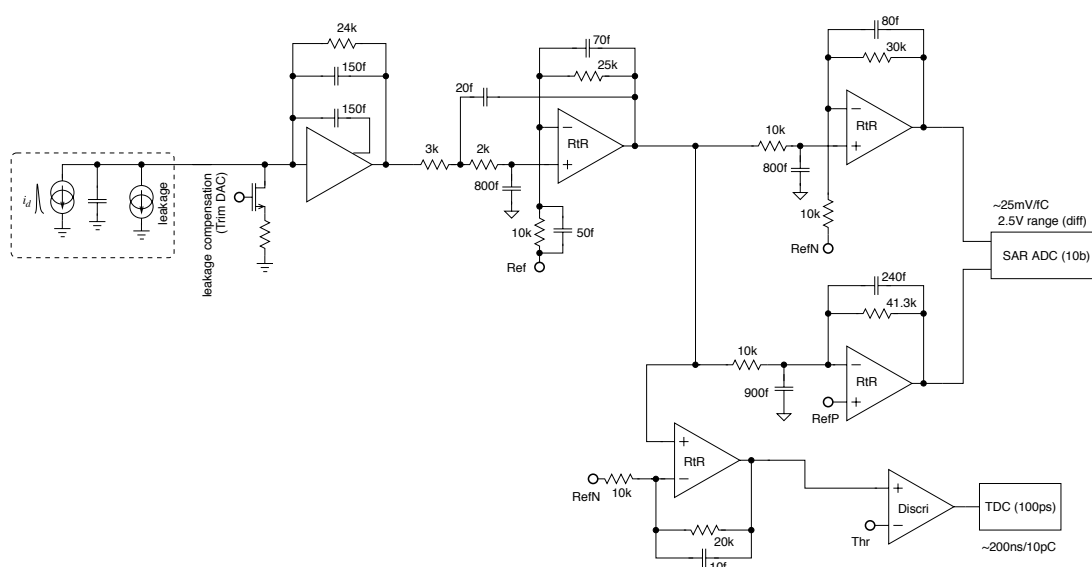 24k
150f
150f
i_d
leakage
leakage compensation
(Trim DAC)
3k
2k
800f
20f
70f
25k
−
RtR
+
10k
50f
Ref
80f
30k
−
RtR
+
10k
800f
10k
RefN
~25mV/fC
2.5V range (diff)
SAR ADC (10b)
240f
41.3k
10k
−
RtR
+
900f
RefP
+
RtR
−
RefN
10k
20k
10f
+
Discri
−
Thr
TDC (100ps)
~200ns/10pC